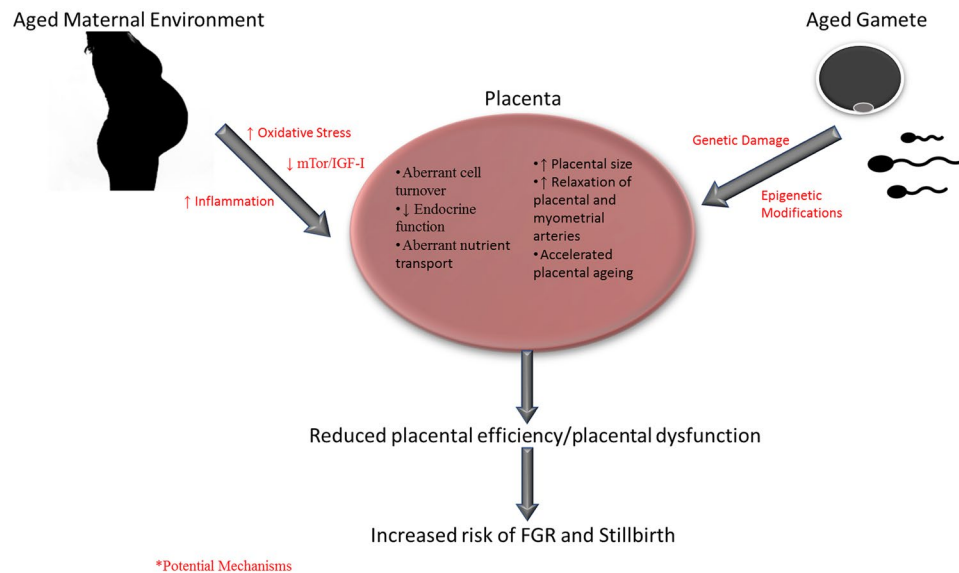 Aged Maternal Environment
Aged Gamete
Placenta
↑ Oxidative Stress
↓ mTor/IGF-I
↑ Inflammation
Genetic Damage
Epigenetic
Modifications
•Aberrant cell
turnover
•↓ Endocrine
function
•Aberrant nutrient
transport
•↑ Placental size
•↑ Relaxation of
placental and
myometrial
arteries
•Accelerated
placental ageing
Reduced placental efficiency/placental dysfunction
Increased risk of FGR and Stillbirth
*Potential Mechanisms